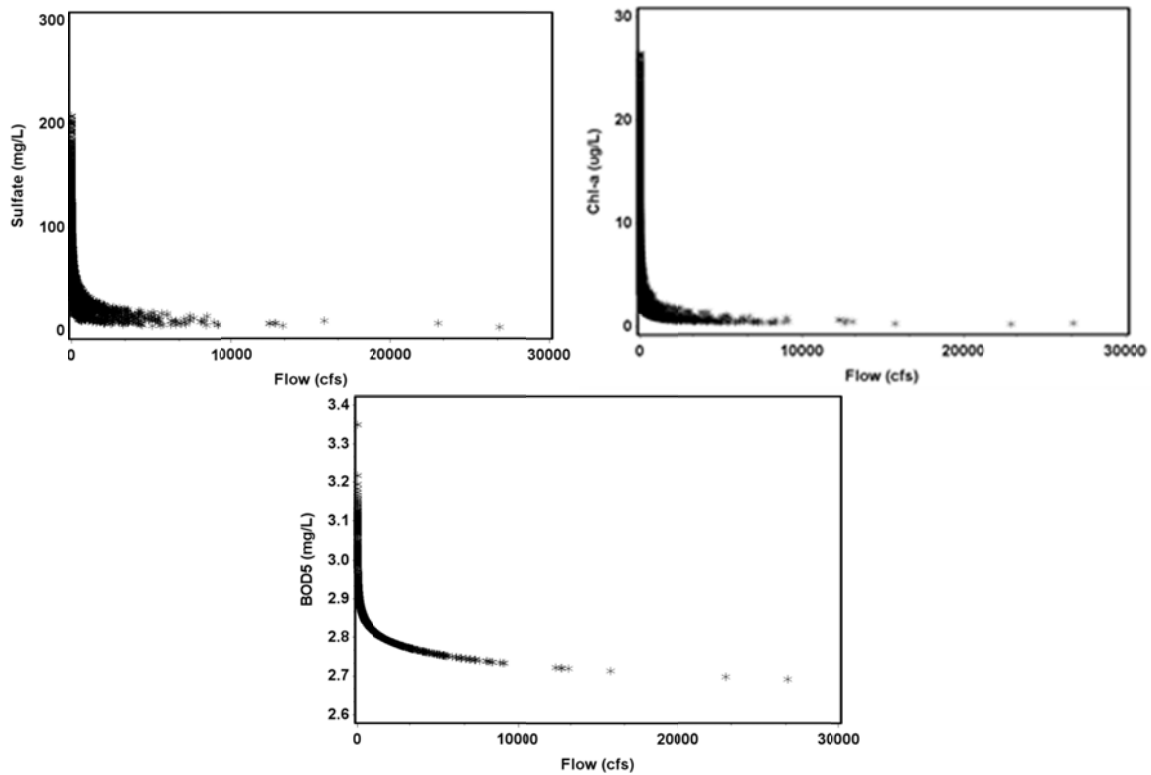 300
200
100
0
Sulfate (mg/L)
0 10000 20000 30000
Flow (cfs)
30
20
10
0
Chl-a (ug/L)
0 10000 20000 30000
Flow (cfs)
3.4
3.3
3.2
3.1
3.0
2.9
2.8
2.7
2.6
BOD5 (mg/L)
0 10000 20000 30000
Flow (cfs)